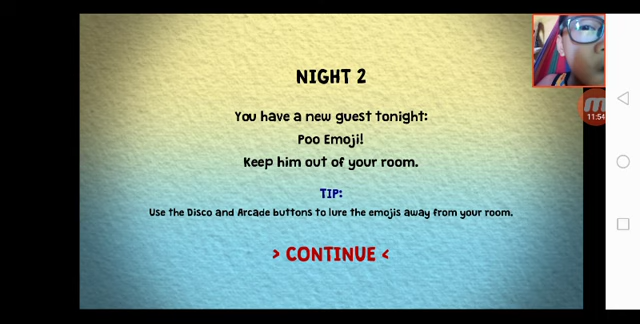 NIGHT 2
You have a new guest tonight:
Poo Emoji!
Keep him out of your room.
TIP:
Use the Disco and Arcade buttons to lure the emojis away from your room.
> CONTINUE <
11:54